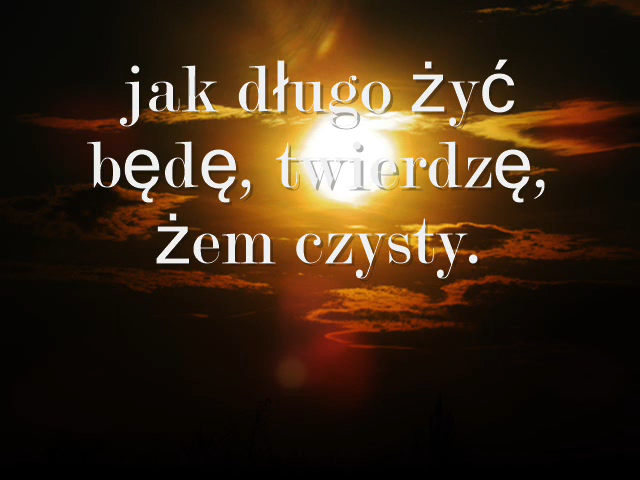 jak długo żyć
będę, twierdzę,
żem czysty.